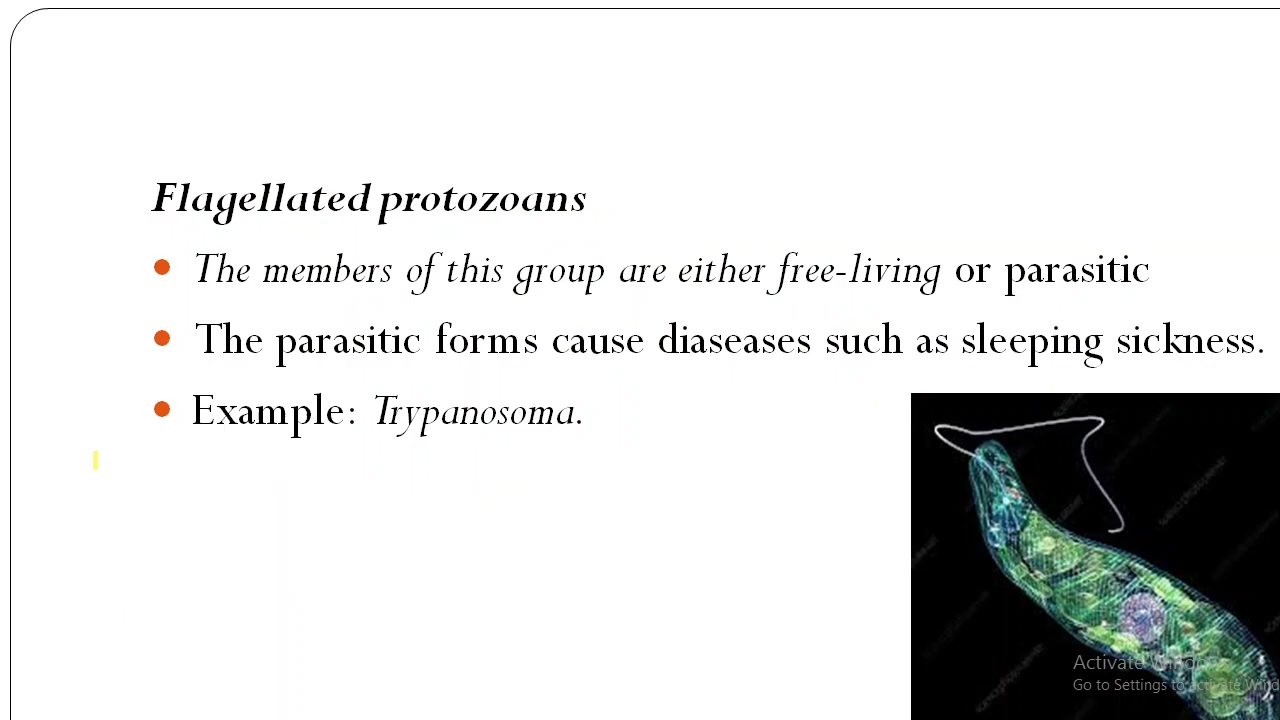 Flagellated protozoans
The members of this group are either free-living or parasitic
The parasitic forms cause diaseases such as sleeping sickness.
Example: Trypanosoma.
Activate Windows
Go to Settings to activate Wind